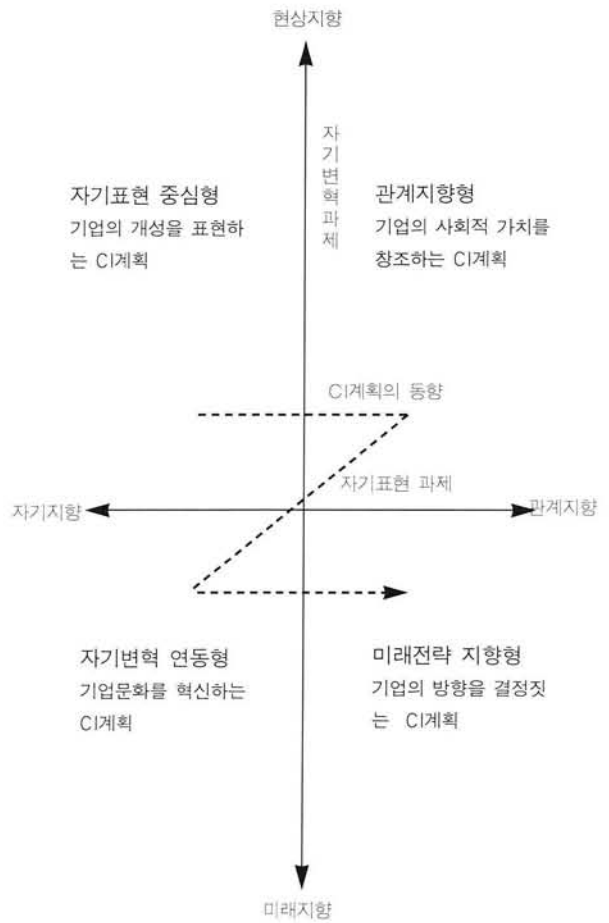 현상지향
자기변혁과제
자기표현 중심형
기업의 개성을 표현하
는 CI계획
관계지향형
기업의 사회적 가치를
창조하는 CI계획
CI계획의 동향
자기표현 과제
자기지향
관계지향
자기변혁 연동형
기업문화를 혁신하는
CI계획
미래전략 지향형
기업의 방향을 결정짓
는 CI계획
미래지향